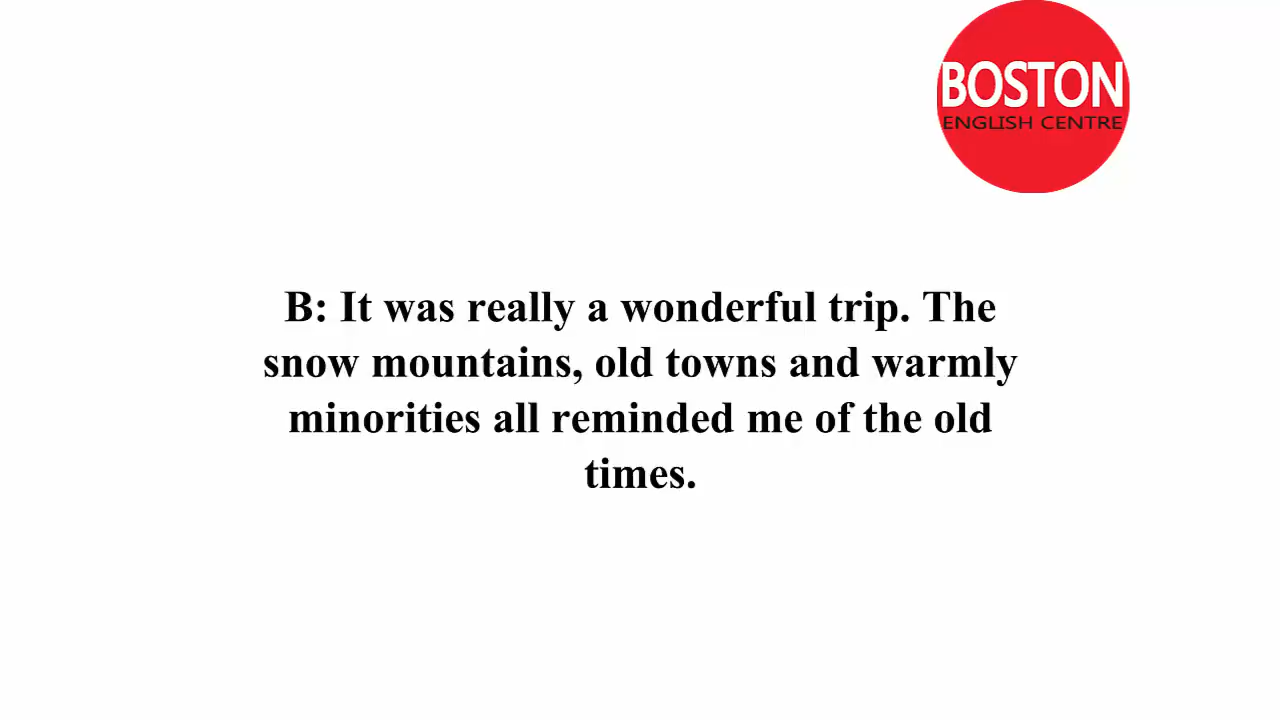 BOSTON
ENGLISH CENTRE
B: It was really a wonderful trip. The
snow mountains, old towns and warmly
minorities all reminded me of the old
times.